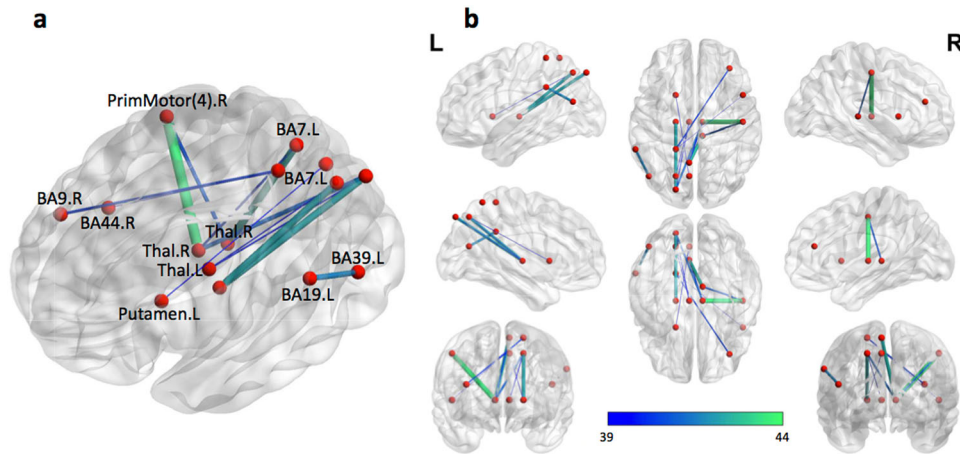 a
b
L
R
PrimMotor(4).R
BA7.L
BA7.L
BA9.R
BA44.R
Thal.R
Thal.R
Thal.L
BA39.L
BA19.L
Putamen.L
39
44